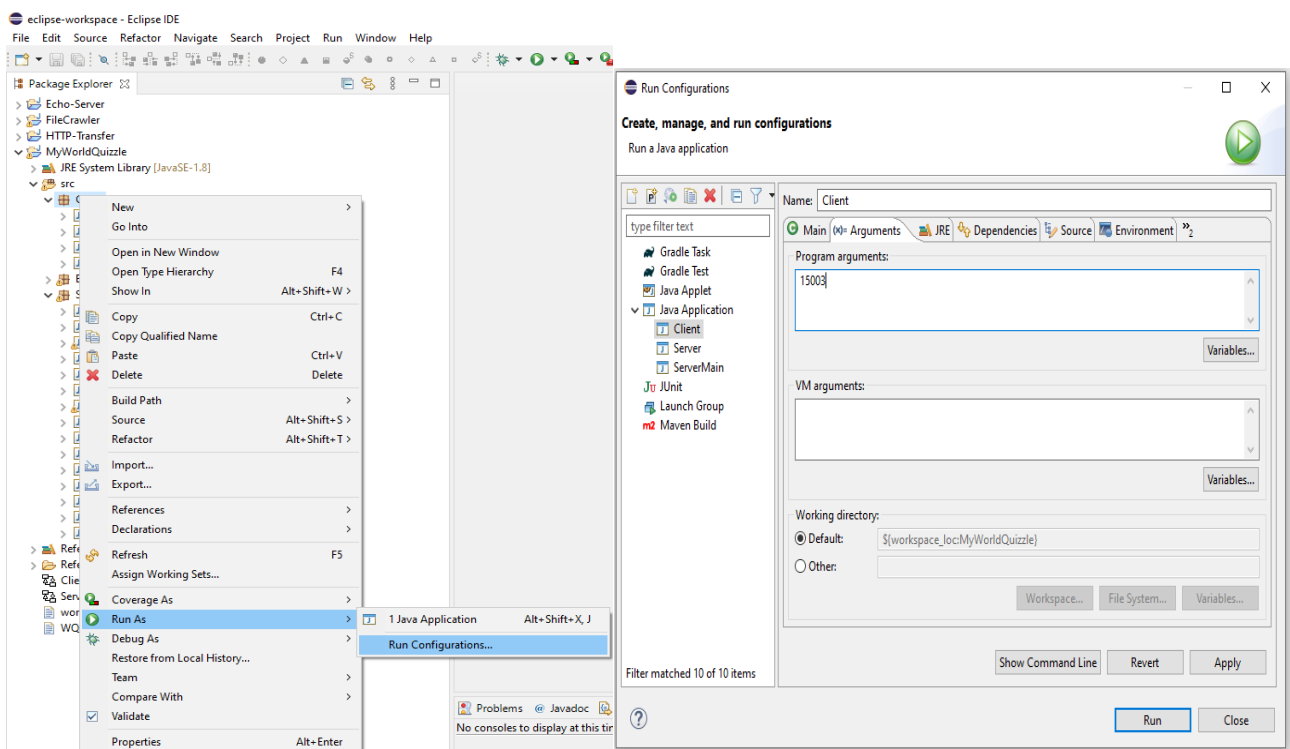 eclipse-workspace - Eclipse IDE
File Edit Source Refactor Navigate Search Project Run Window Help
Package Explorer
Echo-Server
FileCrawler
HTTP-Transfer
MyWorldQuizzle
JRE System Library [JavaSE-1.8]
src
New
Go Into
Open in New Window
Open Type Hierarchy F4
Show In Alt+Shift+W >
Copy Ctrl+C
Copy Qualified Name
Paste Ctrl+V
Delete Delete
Build Path
Source Alt+Shift+S >
Refactor Alt+Shift+T >
Import...
Export...
References
Declarations
Refresh F5
Assign Working Sets...
Coverage As
Run As
Debug As
Restore from Local History...
Team
Compare With
Validate
Properties Alt+Enter
1 Java Application Alt+Shift+X, J
Run Configurations...
Problems @ Javadoc
No consoles to display at this tim
Run Configurations
Create, manage, and run configurations
Run a Java application
type filter text
Gradle Task
Gradle Test
Java Applet
Java Application
Client
Server
ServerMain
JUnit
Launch Group
Maven Build
Filter matched 10 of 10 items
Name: Client
Main (x)= Arguments JRE Dependencies Source Environment »2
Program arguments:
15003
Variables...
VM arguments:
Variables...
Working directory:
Default: ${workspace_loc:MyWorldQuizzle}
Other:
Workspace... File System... Variables...
Show Command Line Revert Apply
Run Close